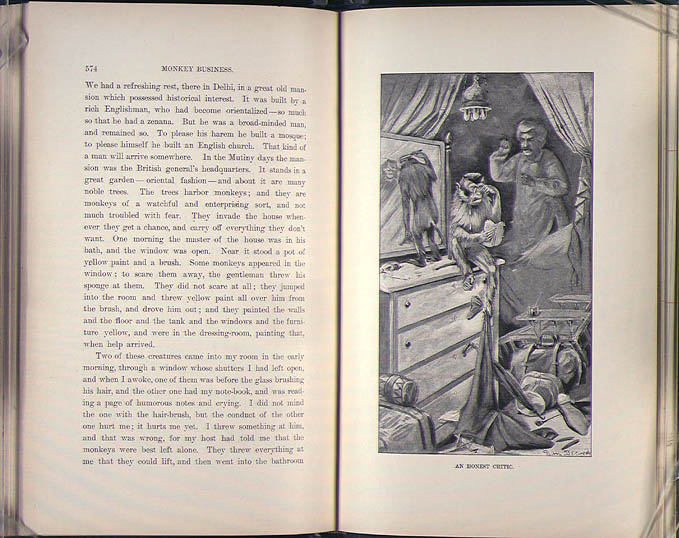 574 MONKEY BUSINESS.
We had a refreshing rest, there in Delhi, in a great old man-
sion which possessed historical interest. It was built by a
rich Englishman, who had become orientalized—so much
so that he had a zenana. But he was a broad-minded man,
and remained so. To please his harem he built a mosque;
to please himself he built an English church. That kind of
a man will arrive somewhere. In the Mutiny days the man-
sion was the British general's headquarters. It stands in a
great garden—oriental fashion—and about it are many
noble trees. The trees harbor monkeys; and they are
monkeys of a watchful and enterprising sort, and not
much troubled with fear. They invade the house when-
ever they get a chance, and carry off everything they don't
want. One morning the master of the house was in his
bath, and the window was open. Near it stood a pot of
yellow paint and a brush. Some monkeys appeared in the
window; to scare them away, the gentleman threw his
sponge at them. They did not scare at all; they jumped
into the room and threw yellow paint all over him from
the brush, and drove him out; and they painted the walls
and the floor and the tank and the windows and the furni-
ture yellow, and were in the dressing-room, painting that,
when help arrived.
Two of these creatures came into my room in the early
morning, through a window whose shutters I had left open,
and when I awoke, one of them was before the glass brushing
his hair, and the other one had my note-book, and was read-
ing a page of humorous notes and crying. I did not mind
the one with the hair-brush, but the conduct of the other
one hurt me; it hurts me yet. I threw something at him,
and that was wrong, for my host had told me that the
monkeys were best left alone. They threw everything at
me that they could lift, and then went into the bathroom
AN HONEST CRITIC.